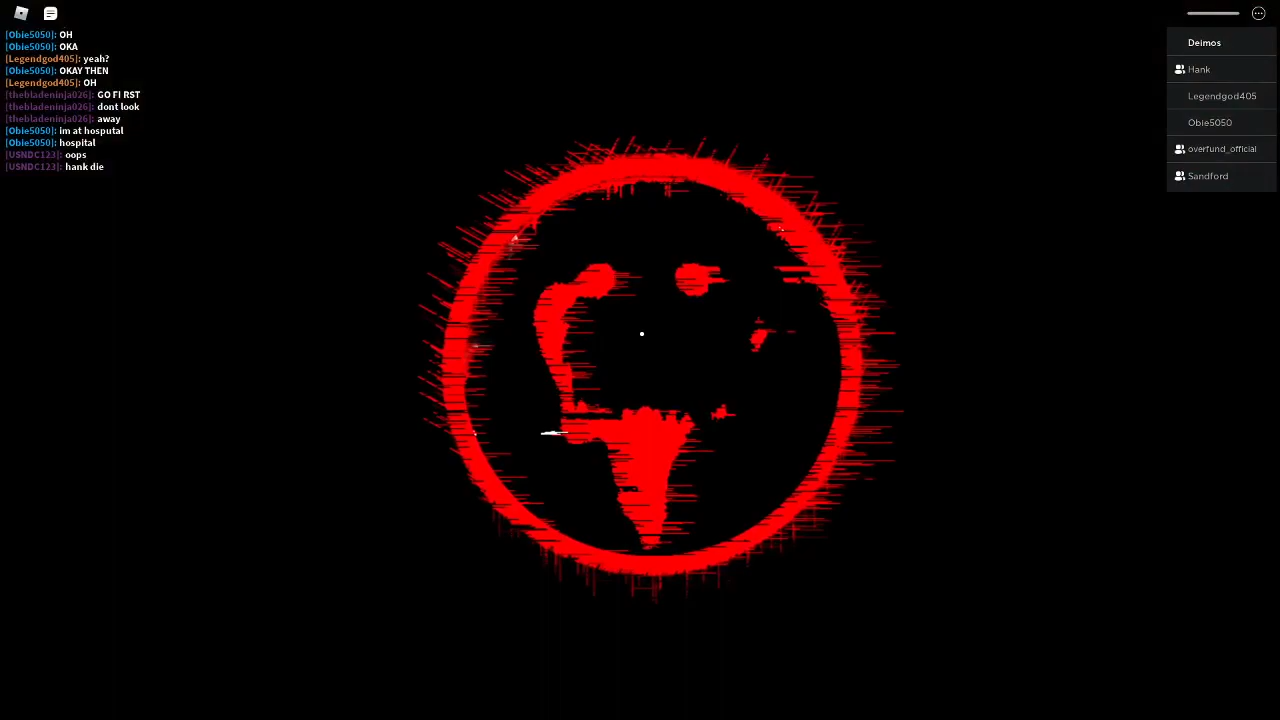 [Obie5050]: OH
[Obie5050]: OKA
[Legendgod405]: yeah?
[Obie5050]: OKAY THEN
[Legendgod405]: OH
[thebladeninja026]: GO FI RST
[thebladeninja026]: dont look
[thebladeninja026]: away
[Obie5050]: im at hosputal
[Obie5050]: hospital
[USNDC123]: oops
[USNDC123]: hank die
Deimos
Hank
Legendgod405
Obie5050
overfund_official
Sandford